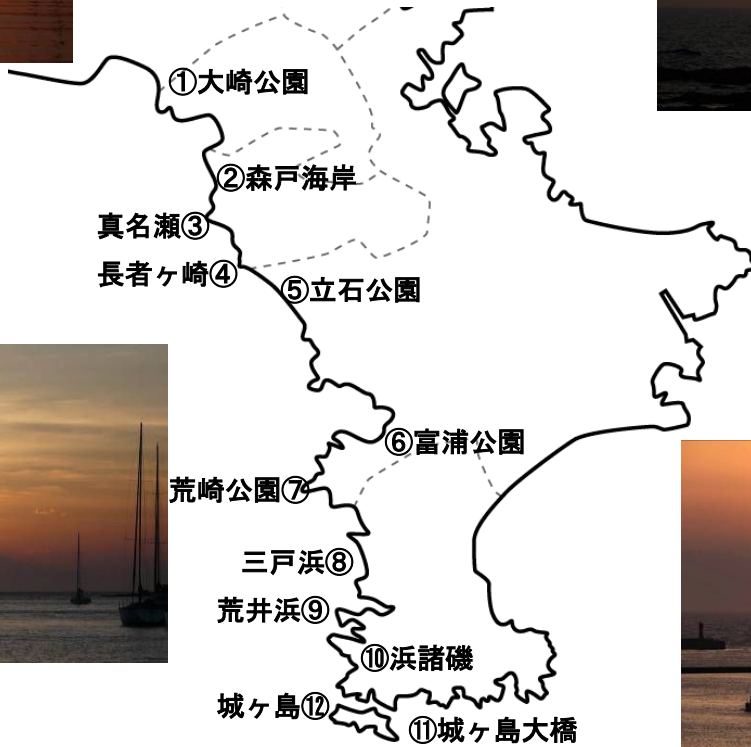 ①大崎公園
②森戸海岸
真名瀬③
長者ヶ崎④
⑤立石公園
⑥富浦公園
荒崎公園⑦
三戸浜⑧
荒井浜⑨
⑩浜諸磯
城ヶ島⑫
⑪城ヶ島大橋